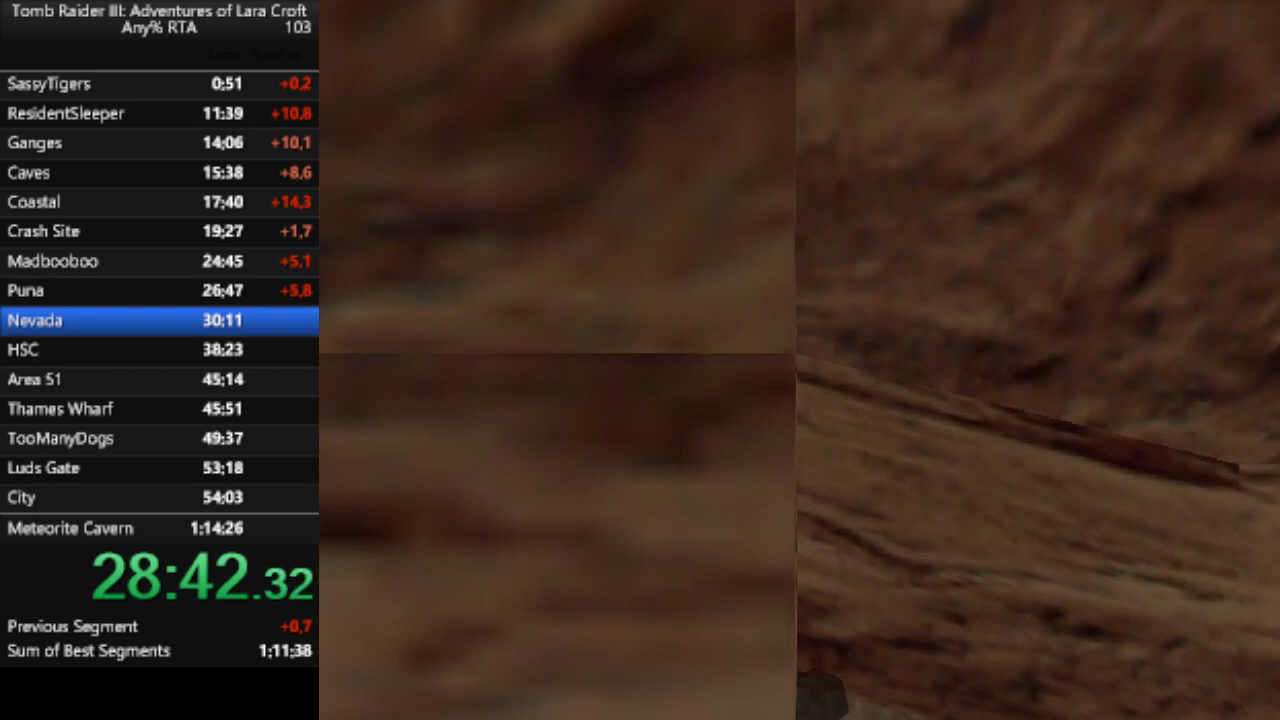 Tomb Raider III: Adventures of Lara Croft
Any% RTA 103
Time Sum o...
SassyTigers 0:51 +0,2
ResidentSleeper 11:39 +10,8
Ganges 14:06 +10,1
Caves 15:38 +8,6
Coastal 17:40 +14,3
Crash Site 19:27 +1,7
Madbooboo 24:45 +5,1
Puna 26:47 +5,8
Nevada 30:11
HSC 38:23
Area 51 45:14
Thames Wharf 45:51
TooManyDogs 49:37
Luds Gate 53:18
City 54:03
Meteorite Cavern 1:14:26
28:42.32
Previous Segment +0,7
Sum of Best Segments 1:11:38